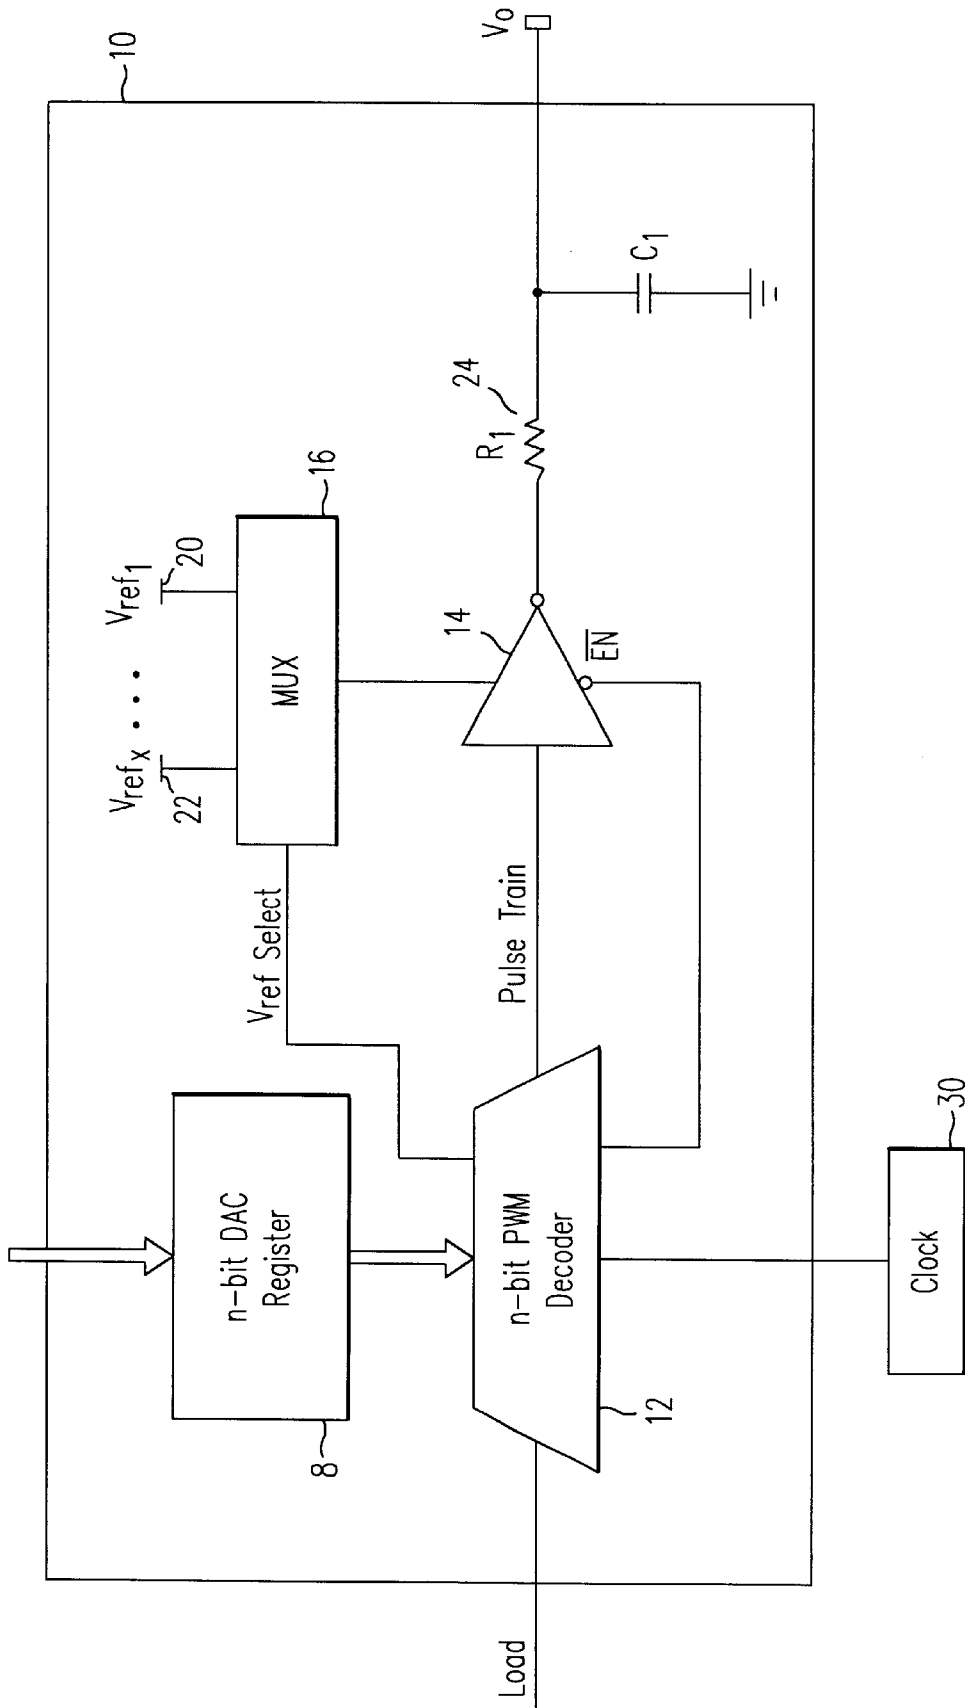 10
Vref1
Vrefx
20
22
MUX
16
Vref Select
n-bit DAC
Register
8
n-bit PWM
Decoder
12
Load
Pulse Train
14
EN
R1
24
C1
Vo
Clock
30